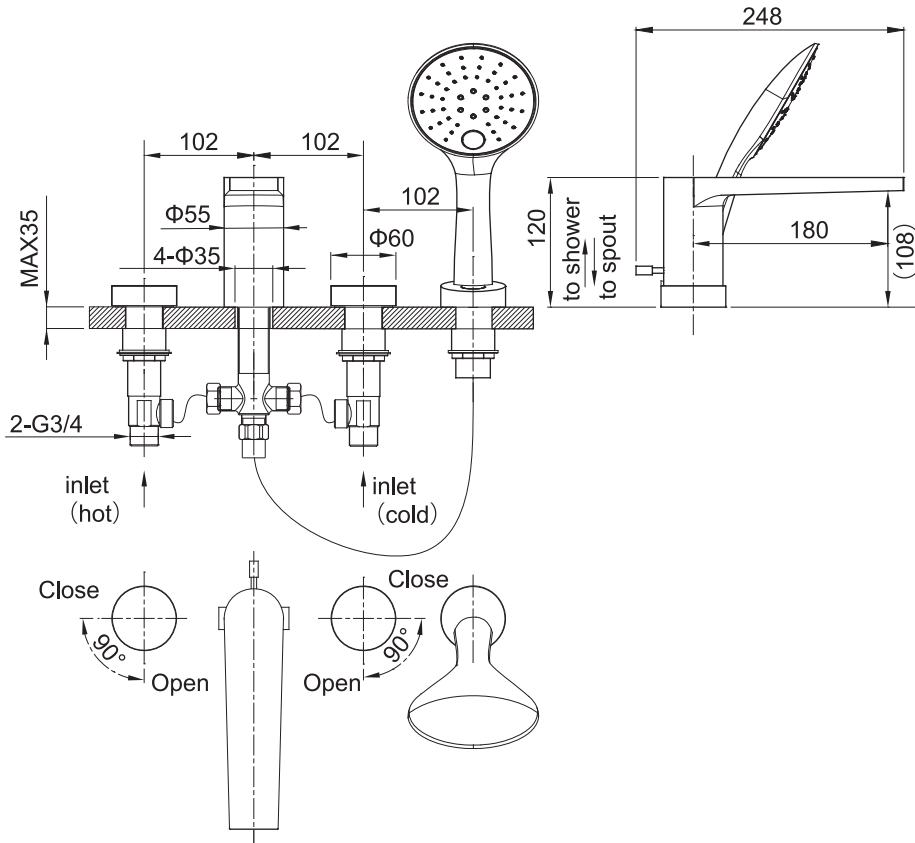 248
102
102
102
Φ55
4-Φ35
Φ60
MAX35
120
to shower
to spout
180
(108)
2-G3/4
inlet
(hot)
inlet
(cold)
Close
90°
Open
Close
90°
Open